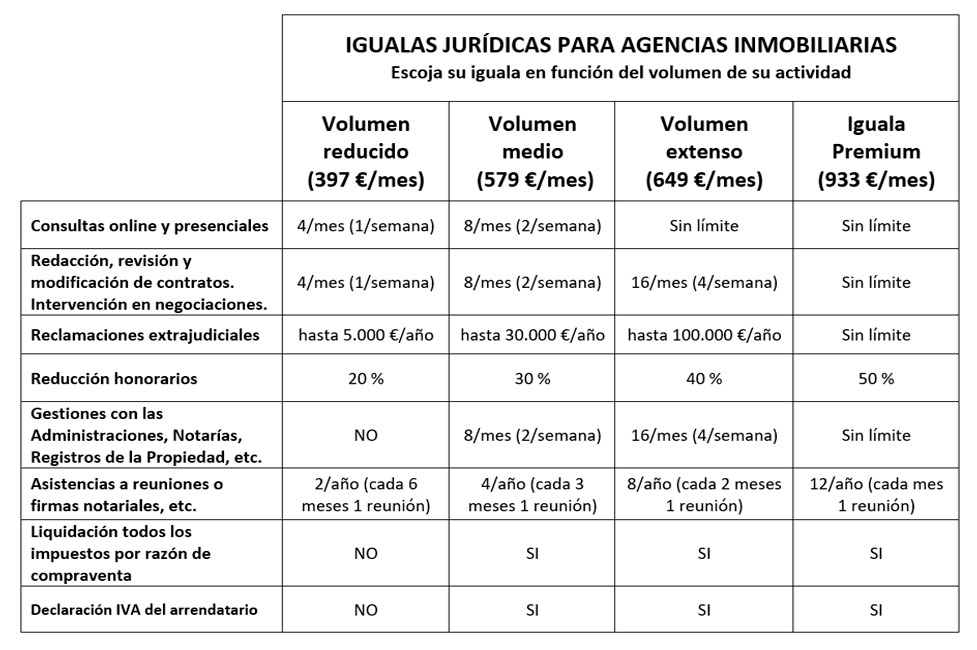 IGUALAS JURÍDICAS PARA AGENCIAS INMOBILIARIAS
Escoja su iguala en función del volumen de su actividad
Volumen
reducido
(397 €/mes)
Volumen
medio
(579 €/mes)
Volumen
extenso
(649 €/mes)
Iguala
Premium
(933 €/mes)
Consultas online y presenciales
4/mes (1/semana)
8/mes (2/semana)
Sin límite
Sin límite
Redacción, revisión y
modificación de contratos.
Intervención en negociaciones.
4/mes (1/semana)
8/mes (2/semana)
16/mes (4/semana)
Sin límite
Reclamaciones extrajudiciales
hasta 5.000 €/año
hasta 30.000 €/año
hasta 100.000 €/año
Sin límite
Reducción honorarios
20 %
30 %
40 %
50 %
Gestiones con las
Administraciones, Notarías,
Registros de la Propiedad, etc.
NO
8/mes (2/semana)
16/mes (4/semana)
Sin límite
Asistencias a reuniones o
firmas notariales, etc.
2/año (cada 6
meses 1 reunión)
4/año (cada 3
meses 1 reunión)
8/año (cada 2 meses
1 reunión)
12/año (cada mes
1 reunión)
Liquidación todos los
impuestos por razón de
compraventa
NO
SI
SI
SI
Declaración IVA del arrendatario
NO
SI
SI
SI